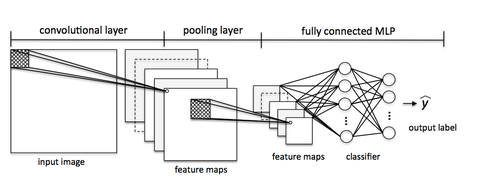 convolutional layer
pooling layer
fully connected MLP
ŷ
output label
input image
feature maps
feature maps
classifier